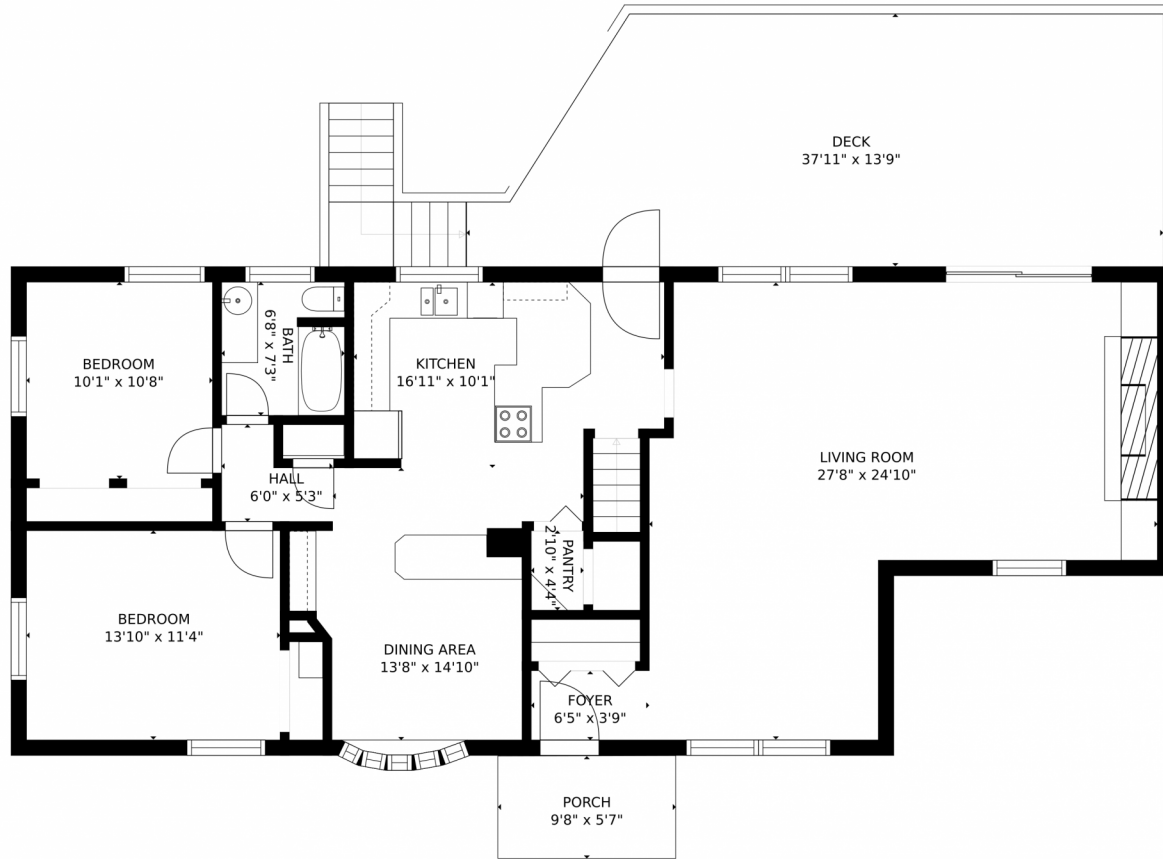 DECK
37'11" x 13'9"
BEDROOM
10'1" x 10'8"
BATH
6'8" x 7'3"
KITCHEN
16'11" x 10'1"
LIVING ROOM
27'8" x 24'10"
HALL
6'0" x 5'3"
PANTRY
2'10" x 4'4"
BEDROOM
13'10" x 11'4"
DINING AREA
13'8" x 14'10"
FOYER
6'5" x 3'9"
PORCH
9'8" x 5'7"